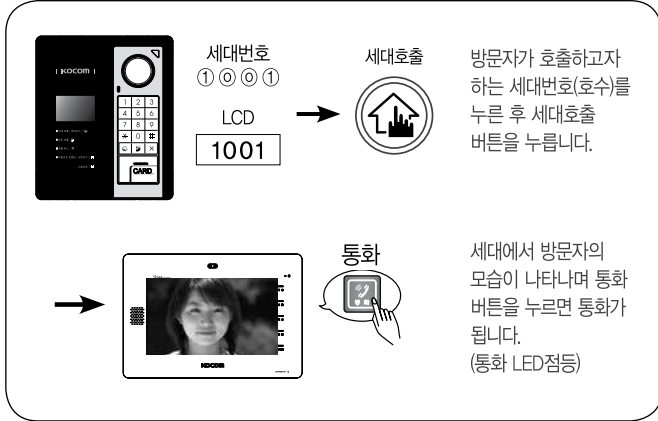 KOCOM
세대번호
① ⓪ ⓪ ①
LCD
1001
1 2 3
4 5 6
7 8 9
* 0 #
CARD
세대호출
방문자가 호출하고자
하는 세대번호(호수)를
누른 후 세대호출
버튼을 누릅니다.
KOCOM
통화
세대에서 방문자의
모습이 나타나며 통화
버튼을 누르면 통화가
됩니다.
(통화 LED점등)